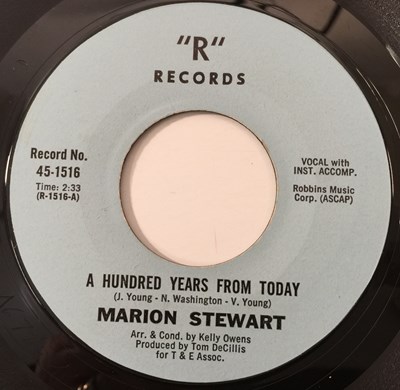 "R"
RECORDS
Record No.
45-1516
Time: 2:33
(R-1516-A)
VOCAL with
INST. ACCOMP.
Robbins Music
Corp. (ASCAP)
A HUNDRED YEARS FROM TODAY
(J. Young - N. Washington - V. Young)
MARION STEWART
Arr. & Cond. by Kelly Owens
Produced by Tom DeCillis
for T & E Assoc.